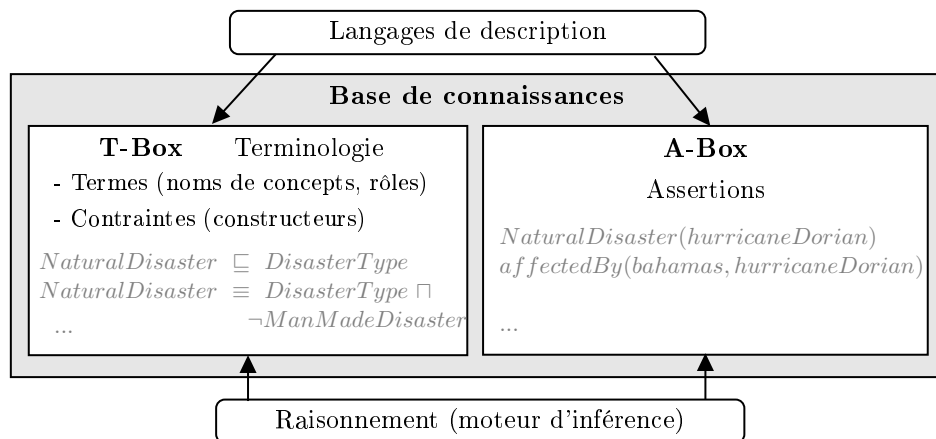 Langages de description
Base de connaissances
T-Box Terminologie
- Termes (noms de concepts, rôles)
- Contraintes (constructeurs)
NaturalDisaster ⊑ DisasterType
NaturalDisaster ≡ DisasterType ⊓
... ¬ManMadeDisaster
A-Box
Assertions
NaturalDisaster(hurricaneDorian)
affectedBy(bahamas, hurricaneDorian)
...
Raisonnement (moteur d'inférence)